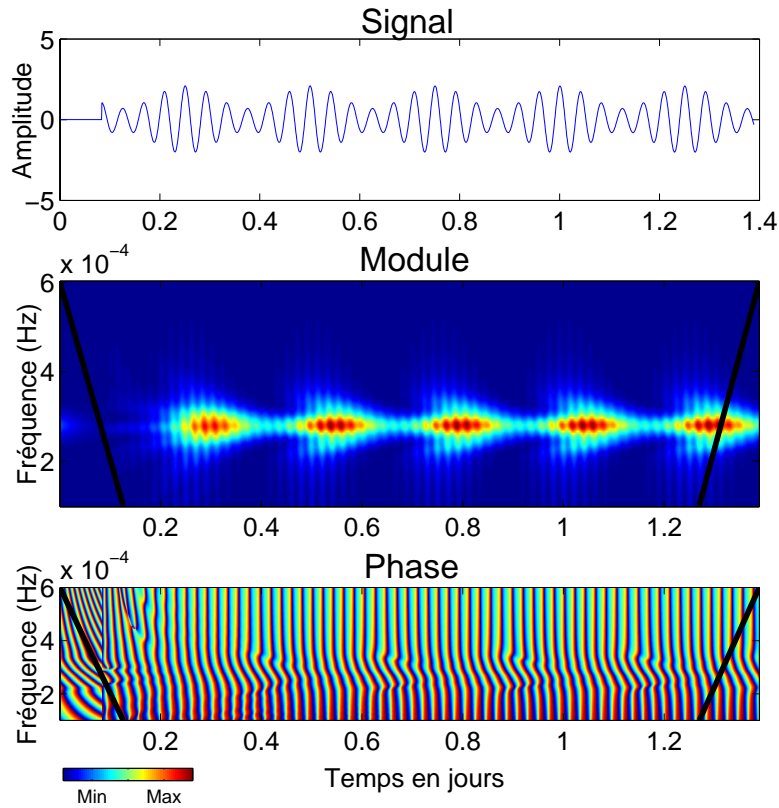 Signal
Amplitude
5
0
−5
0 0.2 0.4 0.6 0.8 1 1.2 1.4
Module
x 10⁻⁴
Fréquence (Hz)
6
4
2
0.2 0.4 0.6 0.8 1 1.2
Phase
x 10⁻⁴
Fréquence (Hz)
6
4
2
0.2 0.4 0.6 0.8 1 1.2
Temps en jours
Min Max